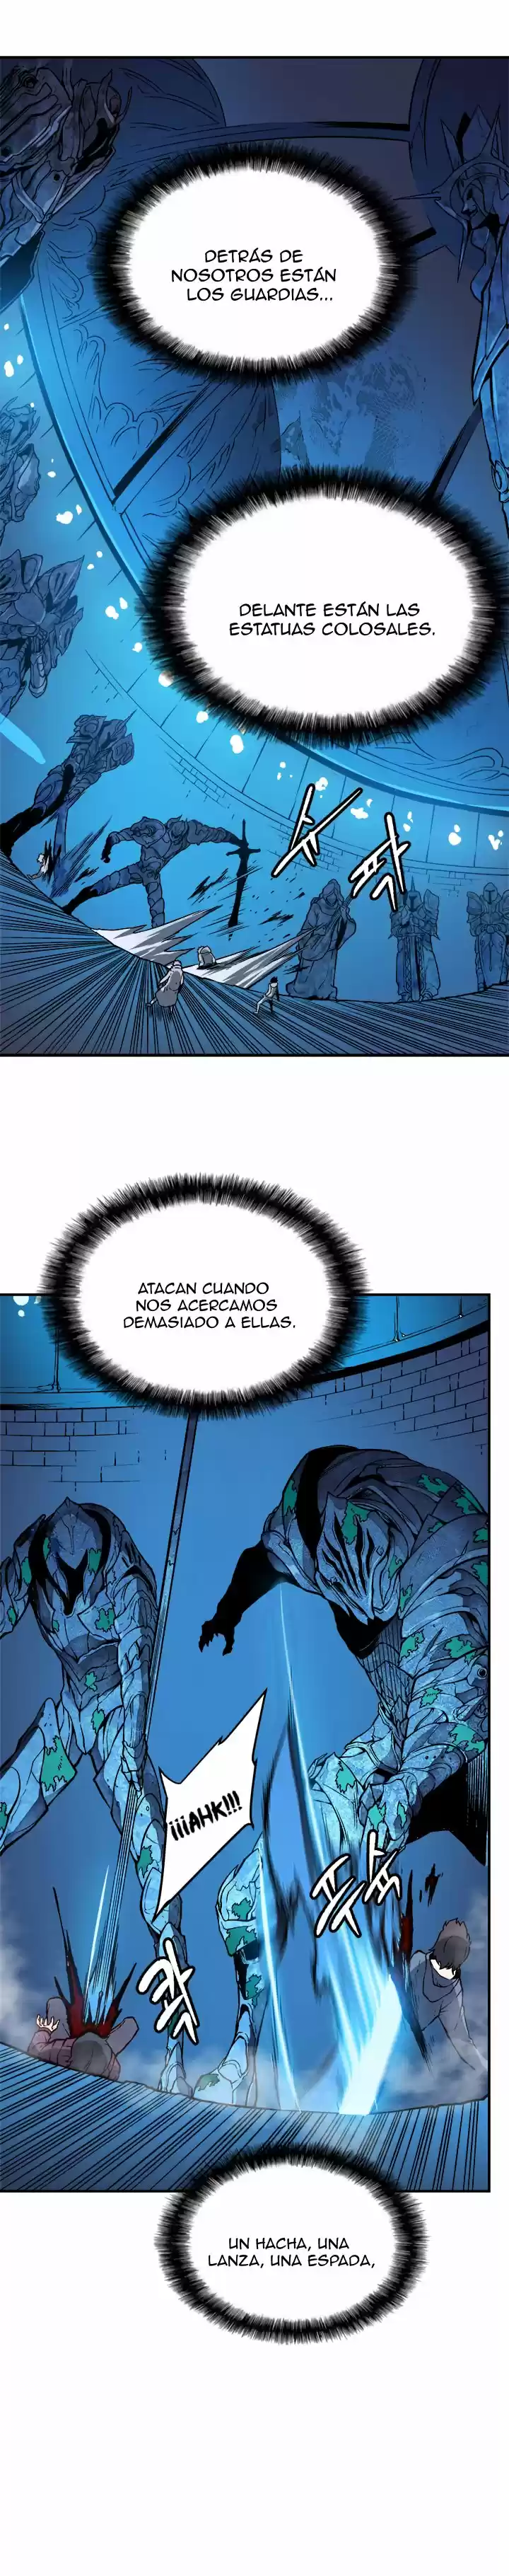 DETRÁS DE
NOSOTROS ESTÁN
LOS GUARDIAS...
DELANTE ESTÁN LAS
ESTATUAS COLOSALES.
ATACAN CUANDO
NOS ACERCAMOS
DEMASIADO A ELLAS.
¡¡¡AHK!!!
UN HACHA, UNA
LANZA, UNA ESPADA,